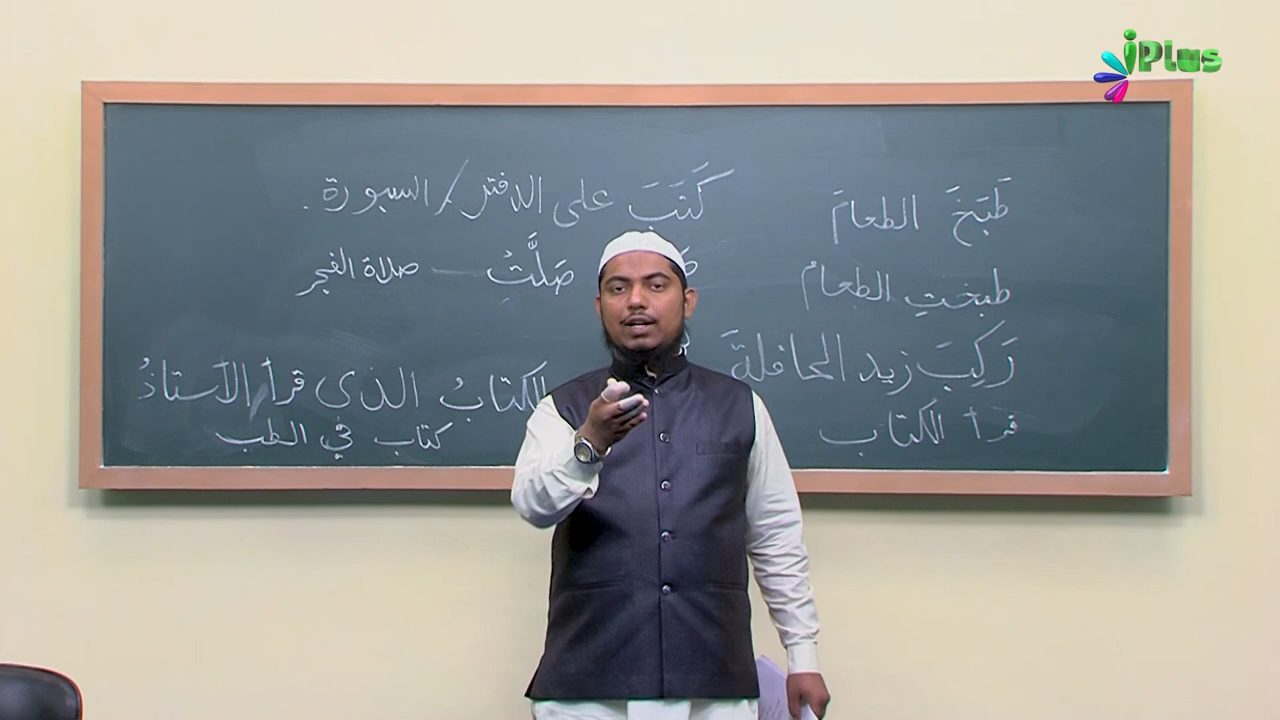 iPlus
طَبَخَ الطعامَ
طبختِ الطعامُ
رَكِبَ زيد الحافلةَ
قرأ الكتاب
كَتَبَ على الدفتر / السبورة.
صَلَّتْ — صلاة الفجر
الكتابُ الذى قرأ الأستاذُ
كتاب في الطب